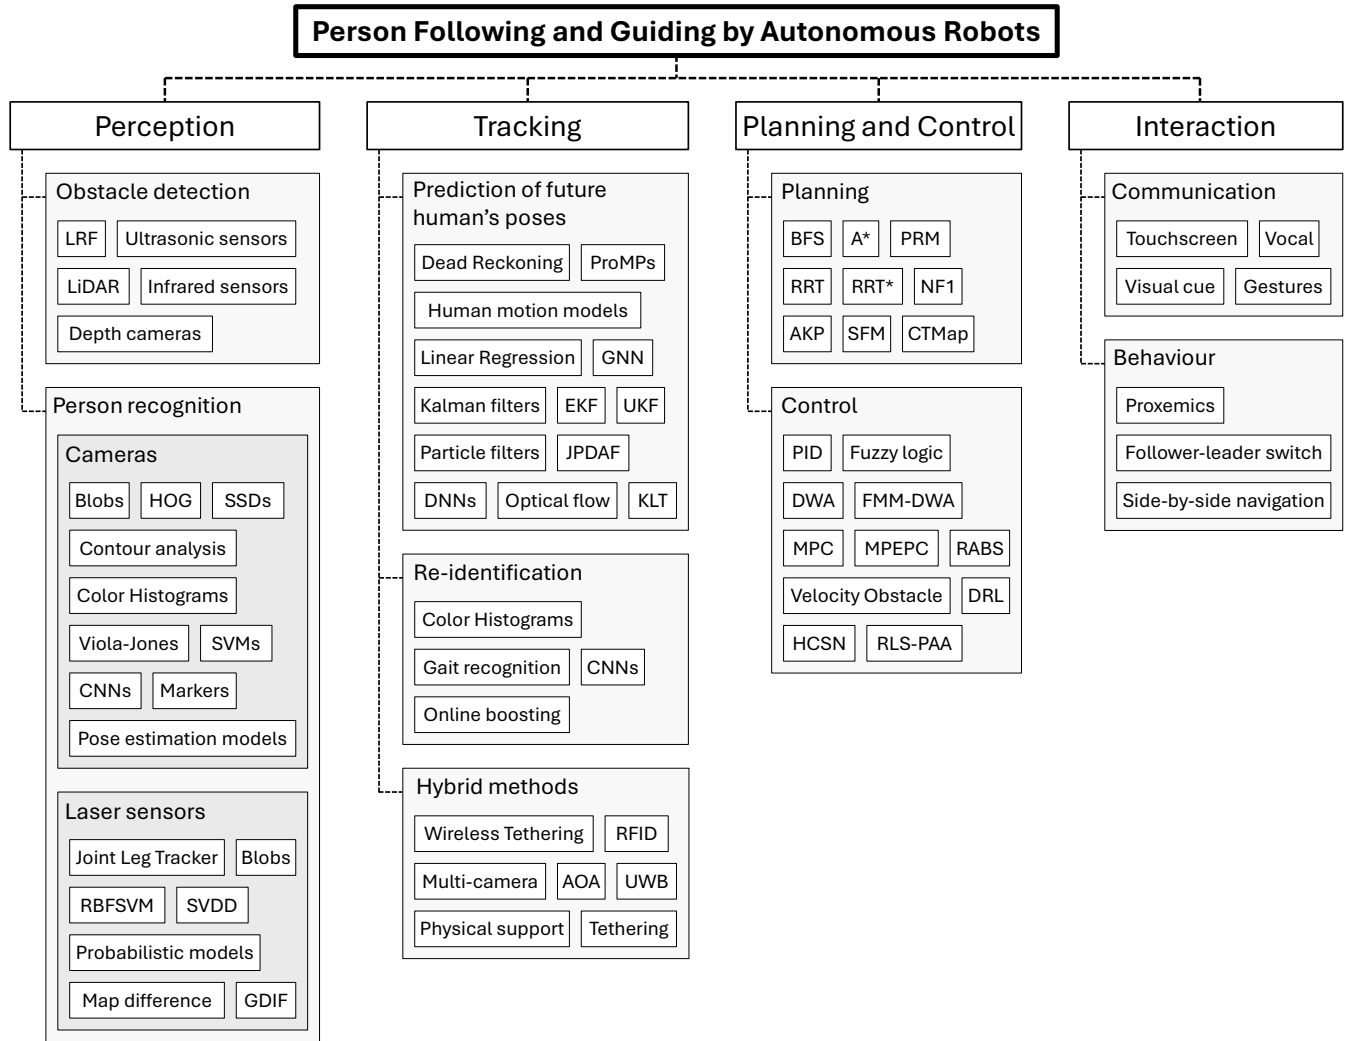 Person Following and Guiding by Autonomous Robots
Perception
Obstacle detection
LRF Ultrasonic sensors
LiDAR Infrared sensors
Depth cameras
Person recognition
Cameras
Blobs HOG SSDs
Contour analysis
Color Histograms
Viola-Jones SVMs
CNNs Markers
Pose estimation models
Laser sensors
Joint Leg Tracker Blobs
RBFSVM SVDD
Probabilistic models
Map difference GDIF
Tracking
Prediction of future
human's poses
Dead Reckoning ProMPs
Human motion models
Linear Regression GNN
Kalman filters EKF UKF
Particle filters JPDAF
DNNs Optical flow KLT
Re-identification
Color Histograms
Gait recognition CNNs
Online boosting
Hybrid methods
Wireless Tethering RFID
Multi-camera AOA UWB
Physical support Tethering
Planning and Control
Planning
BFS A* PRM
RRT RRT* NF1
AKP SFM CTMap
Control
PID Fuzzy logic
DWA FMM-DWA
MPC MPEPC RABS
Velocity Obstacle DRL
HCSN RLS-PAA
Interaction
Communication
Touchscreen Vocal
Visual cue Gestures
Behaviour
Proxemics
Follower-leader switch
Side-by-side navigation